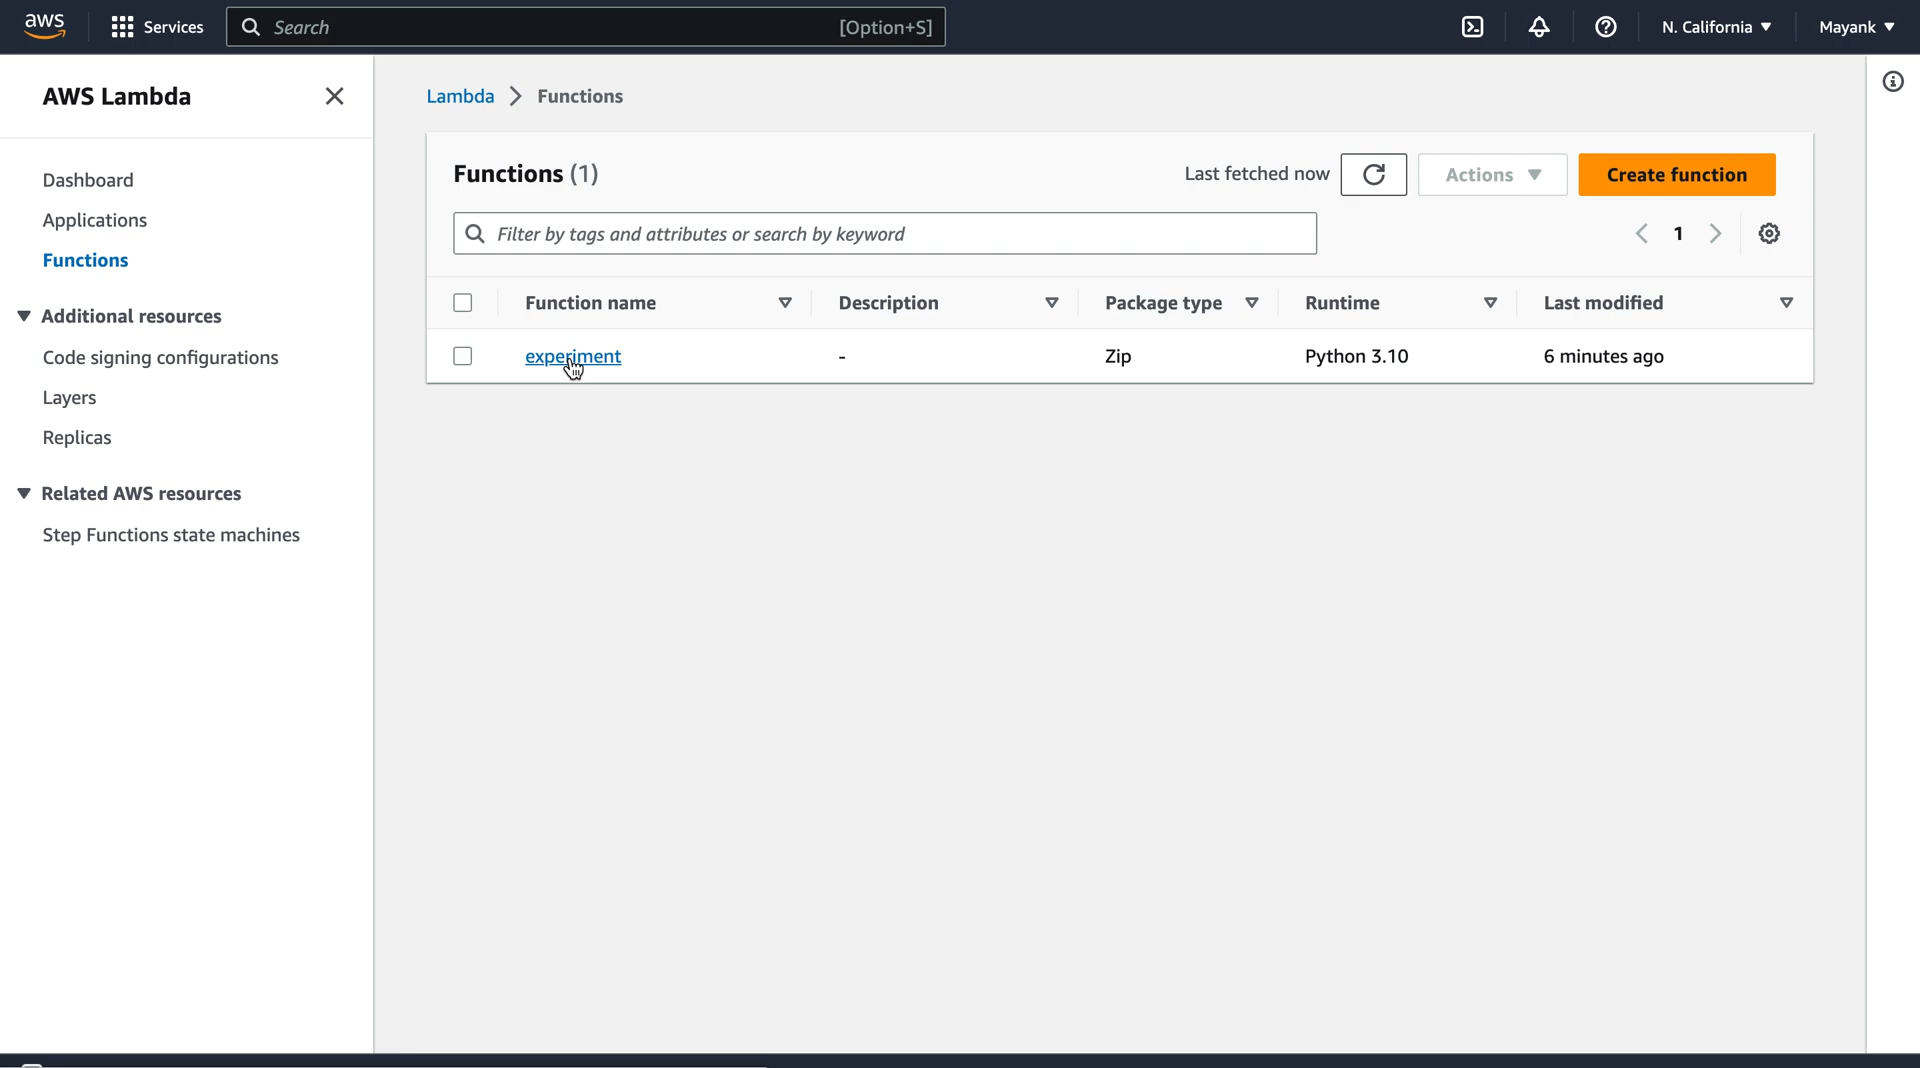 aws Services Search [Option+S] N. California Mayank
AWS Lambda
Lambda Functions
Dashboard
Applications
Functions
Additional resources
Code signing configurations
Layers
Replicas
Related AWS resources
Step Functions state machines
Functions (1) Last fetched now Actions Create function
Filter by tags and attributes or search by keyword 1
Function name Description Package type Runtime Last modified
experiment - Zip Python 3.10 6 minutes ago